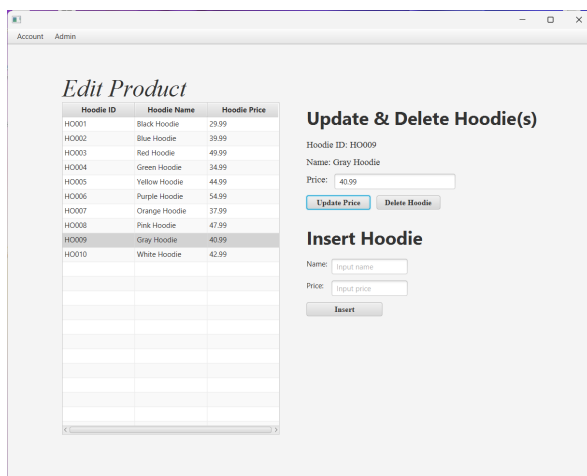 Account Admin
Edit Product
Hoodie ID Hoodie Name Hoodie Price
HO001 Black Hoodie 29.99
HO002 Blue Hoodie 39.99
HO003 Red Hoodie 49.99
HO004 Green Hoodie 34.99
HO005 Yellow Hoodie 44.99
HO006 Purple Hoodie 54.99
HO007 Orange Hoodie 37.99
HO008 Pink Hoodie 47.99
HO009 Gray Hoodie 40.99
HO010 White Hoodie 42.99
Update & Delete Hoodie(s)
Hoodie ID: HO009
Name: Gray Hoodie
Price: 40.99
Update Price Delete Hoodie
Insert Hoodie
Name: Input name
Price: Input price
Insert